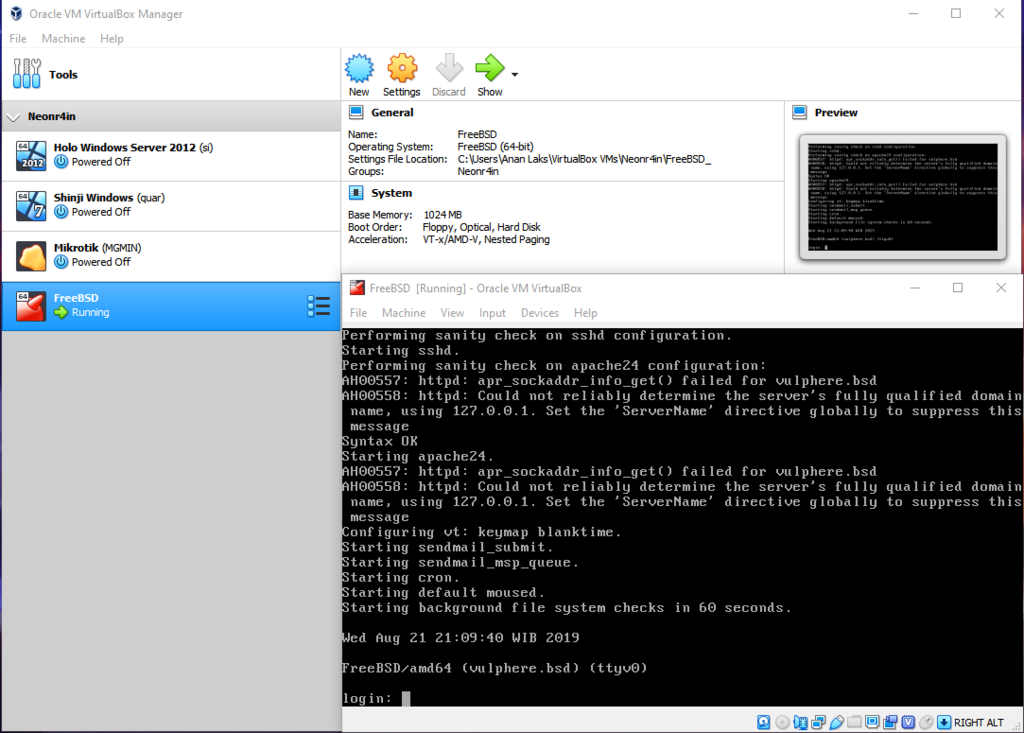 Oracle VM VirtualBox Manager
File Machine Help
Tools
New Settings Discard Show
Neonr4in
Holo Windows Server 2012 (si)
Powered Off
Shinji Windows (quar)
Powered Off
Mikrotik (MGMIN)
Powered Off
FreeBSD
Running
64
2012
64
7
64
General
Name: FreeBSD
Operating System: FreeBSD (64-bit)
Settings File Location: C:\Users\Anan Laks\VirtualBox VMs\Neonr4in\FreeBSD_
Groups: Neonr4in
System
Base Memory: 1024 MB
Boot Order: Floppy, Optical, Hard Disk
Acceleration: VT-x/AMD-V, Nested Paging
Preview
FreeBSD [Running] - Oracle VM VirtualBox
File Machine View Input Devices Help
Performing sanity check on sshd configuration.
Starting sshd.
Performing sanity check on apache24 configuration:
AH00557: httpd: apr_sockaddr_info_get() failed for vulphere.bsd
AH00558: httpd: Could not reliably determine the server's fully qualified domain
name, using 127.0.0.1. Set the 'ServerName' directive globally to suppress this
message
Syntax OK
Starting apache24.
AH00557: httpd: apr_sockaddr_info_get() failed for vulphere.bsd
AH00558: httpd: Could not reliably determine the server's fully qualified domain
name, using 127.0.0.1. Set the 'ServerName' directive globally to suppress this
message
Configuring vt: keymap blanktime.
Starting sendmail_submit.
Starting sendmail_msp_queue.
Starting cron.
Starting default moused.
Starting background file system checks in 60 seconds.
Wed Aug 21 21:09:40 WIB 2019
FreeBSD/amd64 (vulphere.bsd) (ttyv0)
login:
RIGHT ALT